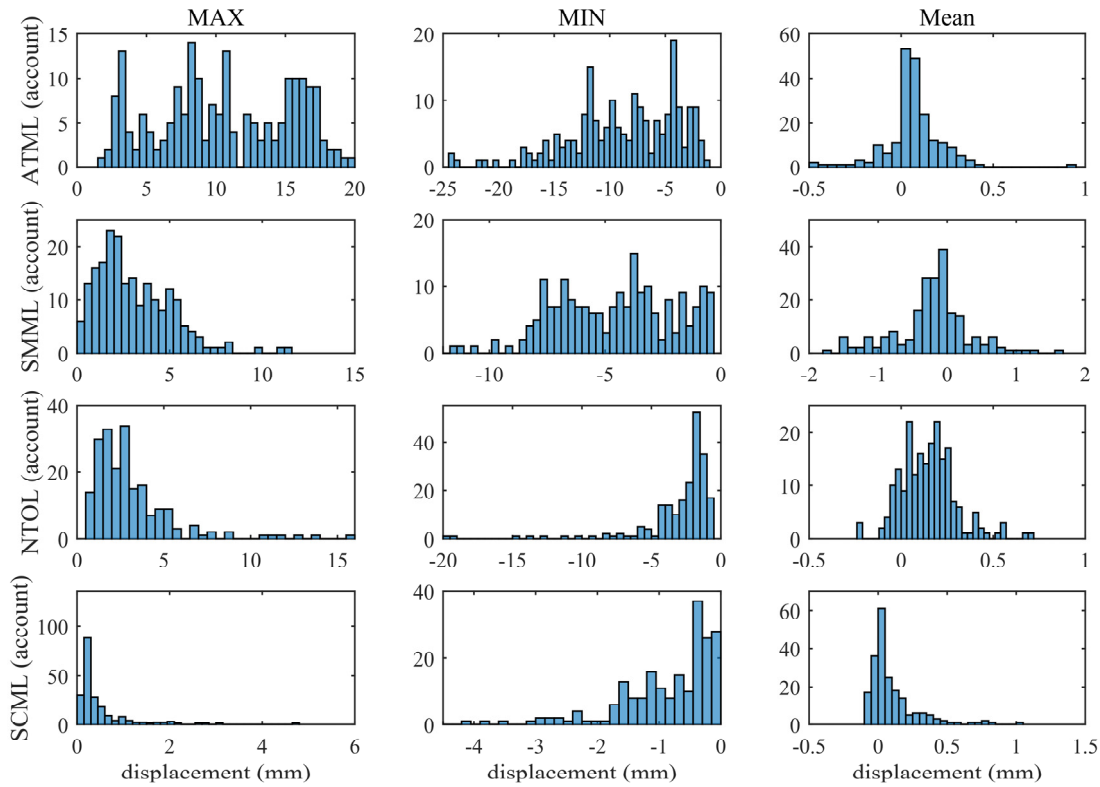 MAX MIN Mean
ATML (account)
15 10 5 0
0 5 10 15 20
20 10 0
-25 -20 -15 -10 -5 0
60 40 20 0
-0.5 0 0.5 1
SMML (account)
20 10 0
0 5 10 15
20 10 0
-10 -5 0
40 20 0
-2 -1 0 1 2
NTOL (account)
40 20 0
0 5 10 15
40 20 0
-20 -15 -10 -5 0
20 10 0
-0.5 0 0.5 1
SCML (account)
100 50 0
0 2 4 6
displacement (mm)
40 20 0
-4 -3 -2 -1 0
displacement (mm)
60 40 20 0
-0.5 0 0.5 1 1.5
displacement (mm)